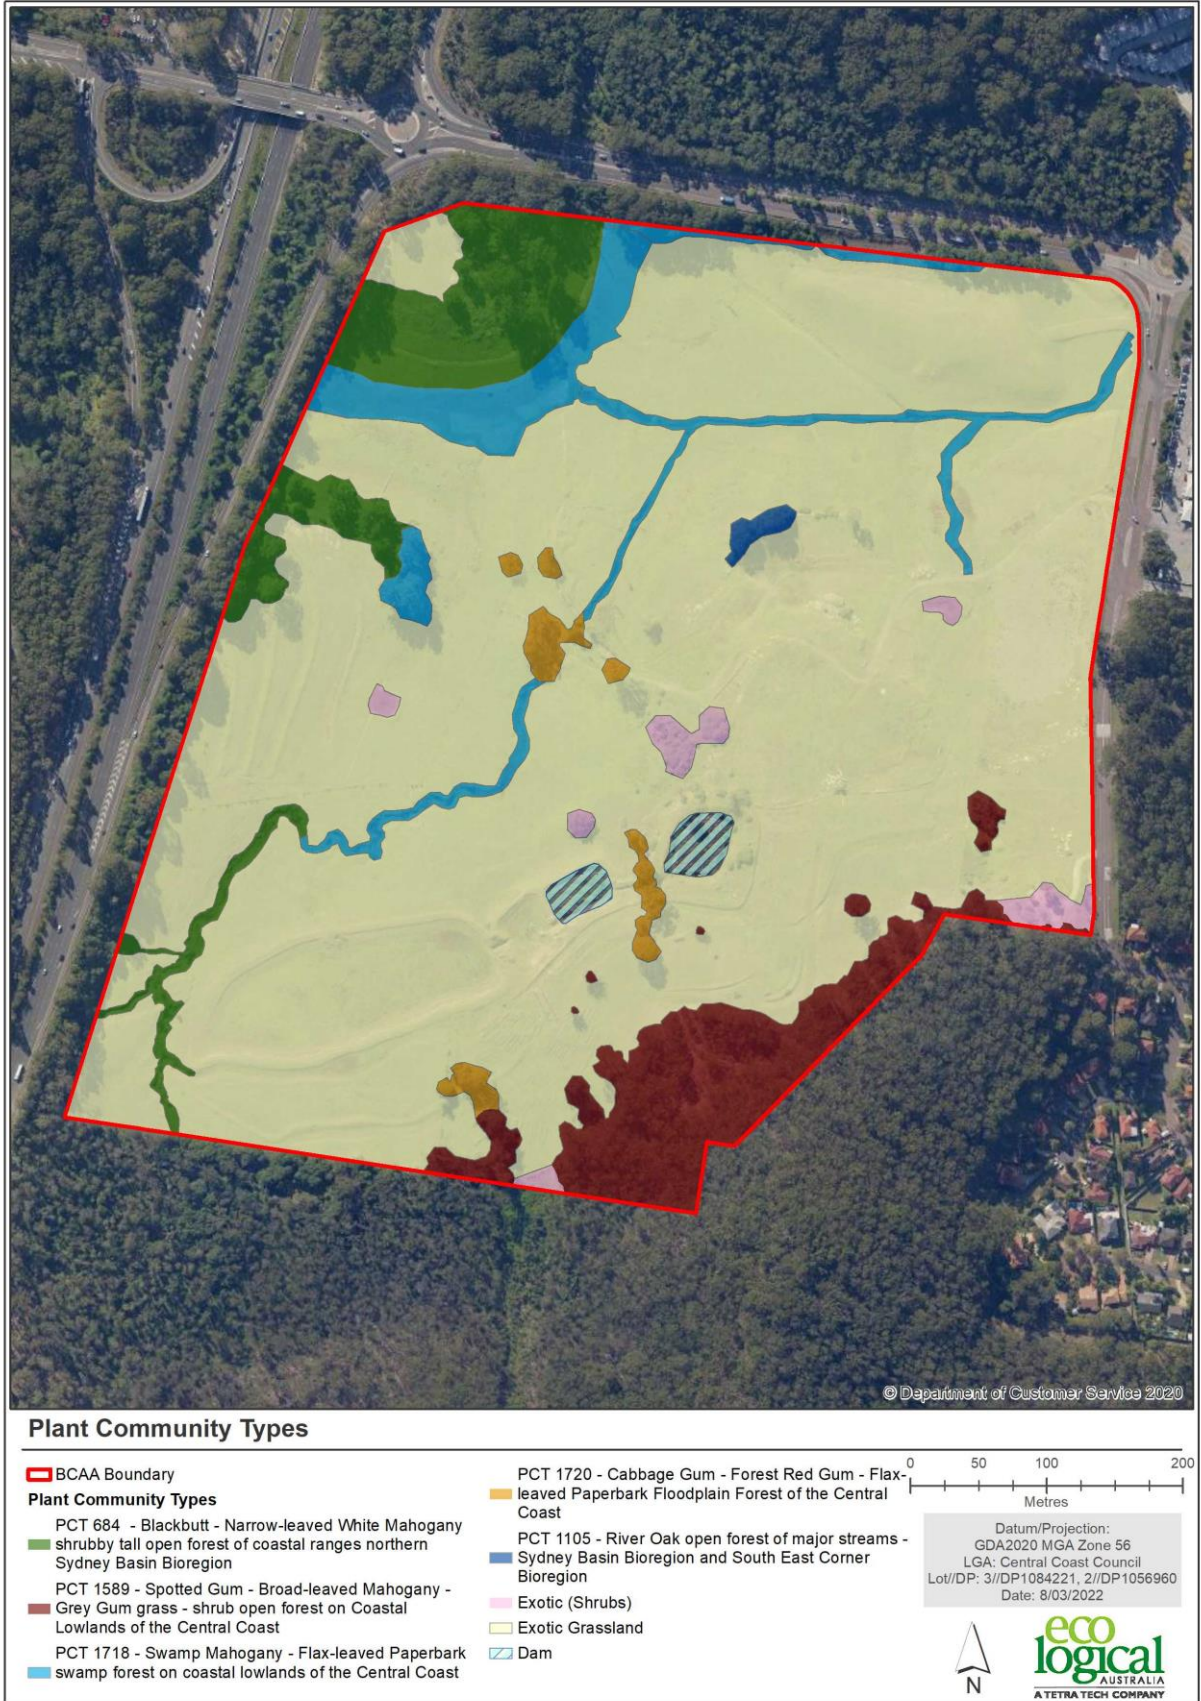 © Department of Customer Service 2020
Plant Community Types
BCAA Boundary
Plant Community Types
PCT 684 - Blackbutt - Narrow-leaved White Mahogany
shrubby tall open forest of coastal ranges northern
Sydney Basin Bioregion
PCT 1589 - Spotted Gum - Broad-leaved Mahogany -
Grey Gum grass - shrub open forest on Coastal
Lowlands of the Central Coast
PCT 1718 - Swamp Mahogany - Flax-leaved Paperbark
swamp forest on coastal lowlands of the Central Coast
PCT 1720 - Cabbage Gum - Forest Red Gum - Flax-
leaved Paperbark Floodplain Forest of the Central
Coast
PCT 1105 - River Oak open forest of major streams -
Sydney Basin Bioregion and South East Corner
Bioregion
Exotic (Shrubs)
Exotic Grassland
Dam
0 50 100 200
Metres
Datum/Projection:
GDA2020 MGA Zone 56
LGA: Central Coast Council
Lot//DP: 3//DP1084221, 2//DP1056960
Date: 8/03/2022
N
eco
logical
AUSTRALIA
A TETRA TECH COMPANY